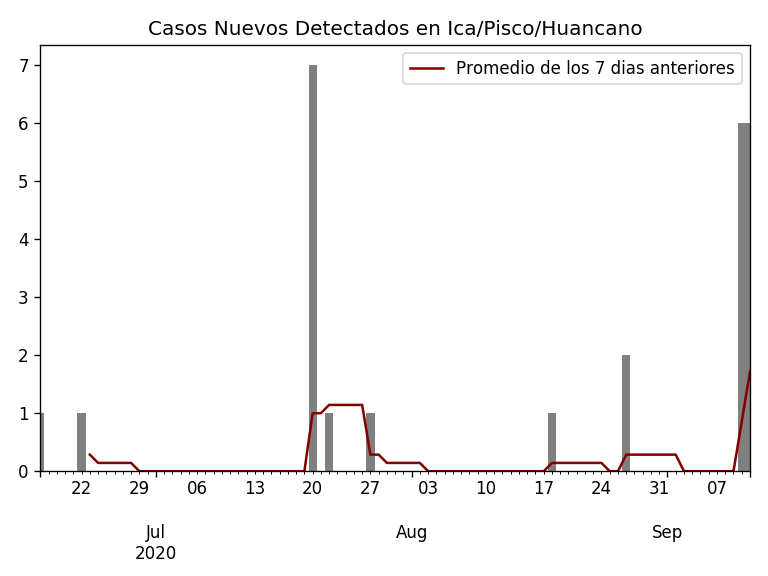 Casos Nuevos Detectados en Ica/Pisco/Huancano
Promedio de los 7 dias anteriores
7
6
5
4
3
2
1
0
22 29 06 13 20 27 03 10 17 24 31 07
Jul Aug Sep
2020